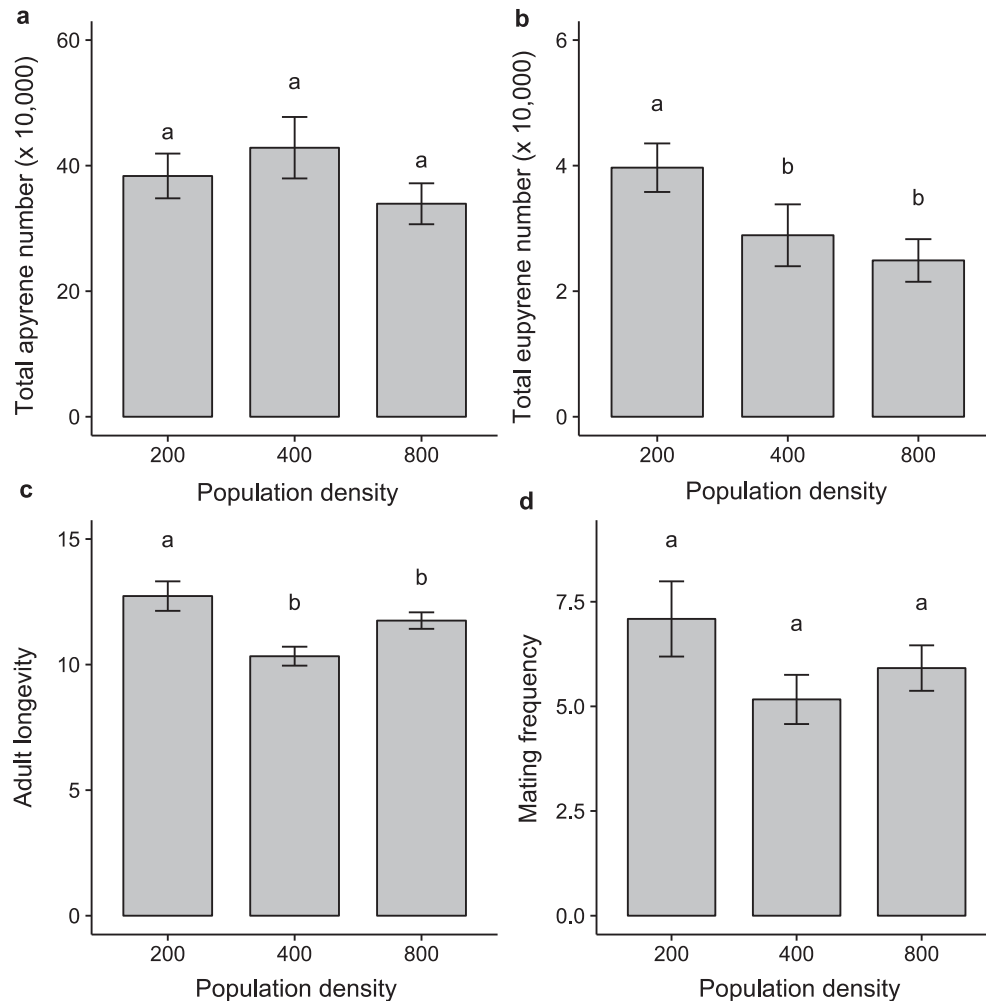 a
Total apyrene number (x 10,000)
60
40
20
0
a
a
a
200 400 800
Population density
b
Total eupyrene number (x 10,000)
6
4
2
0
a
b
b
200 400 800
Population density
c
Adult longevity
15
10
5
0
a
b
b
200 400 800
Population density
d
Mating frequency
7.5
5.0
2.5
0.0
a
a
a
200 400 800
Population density